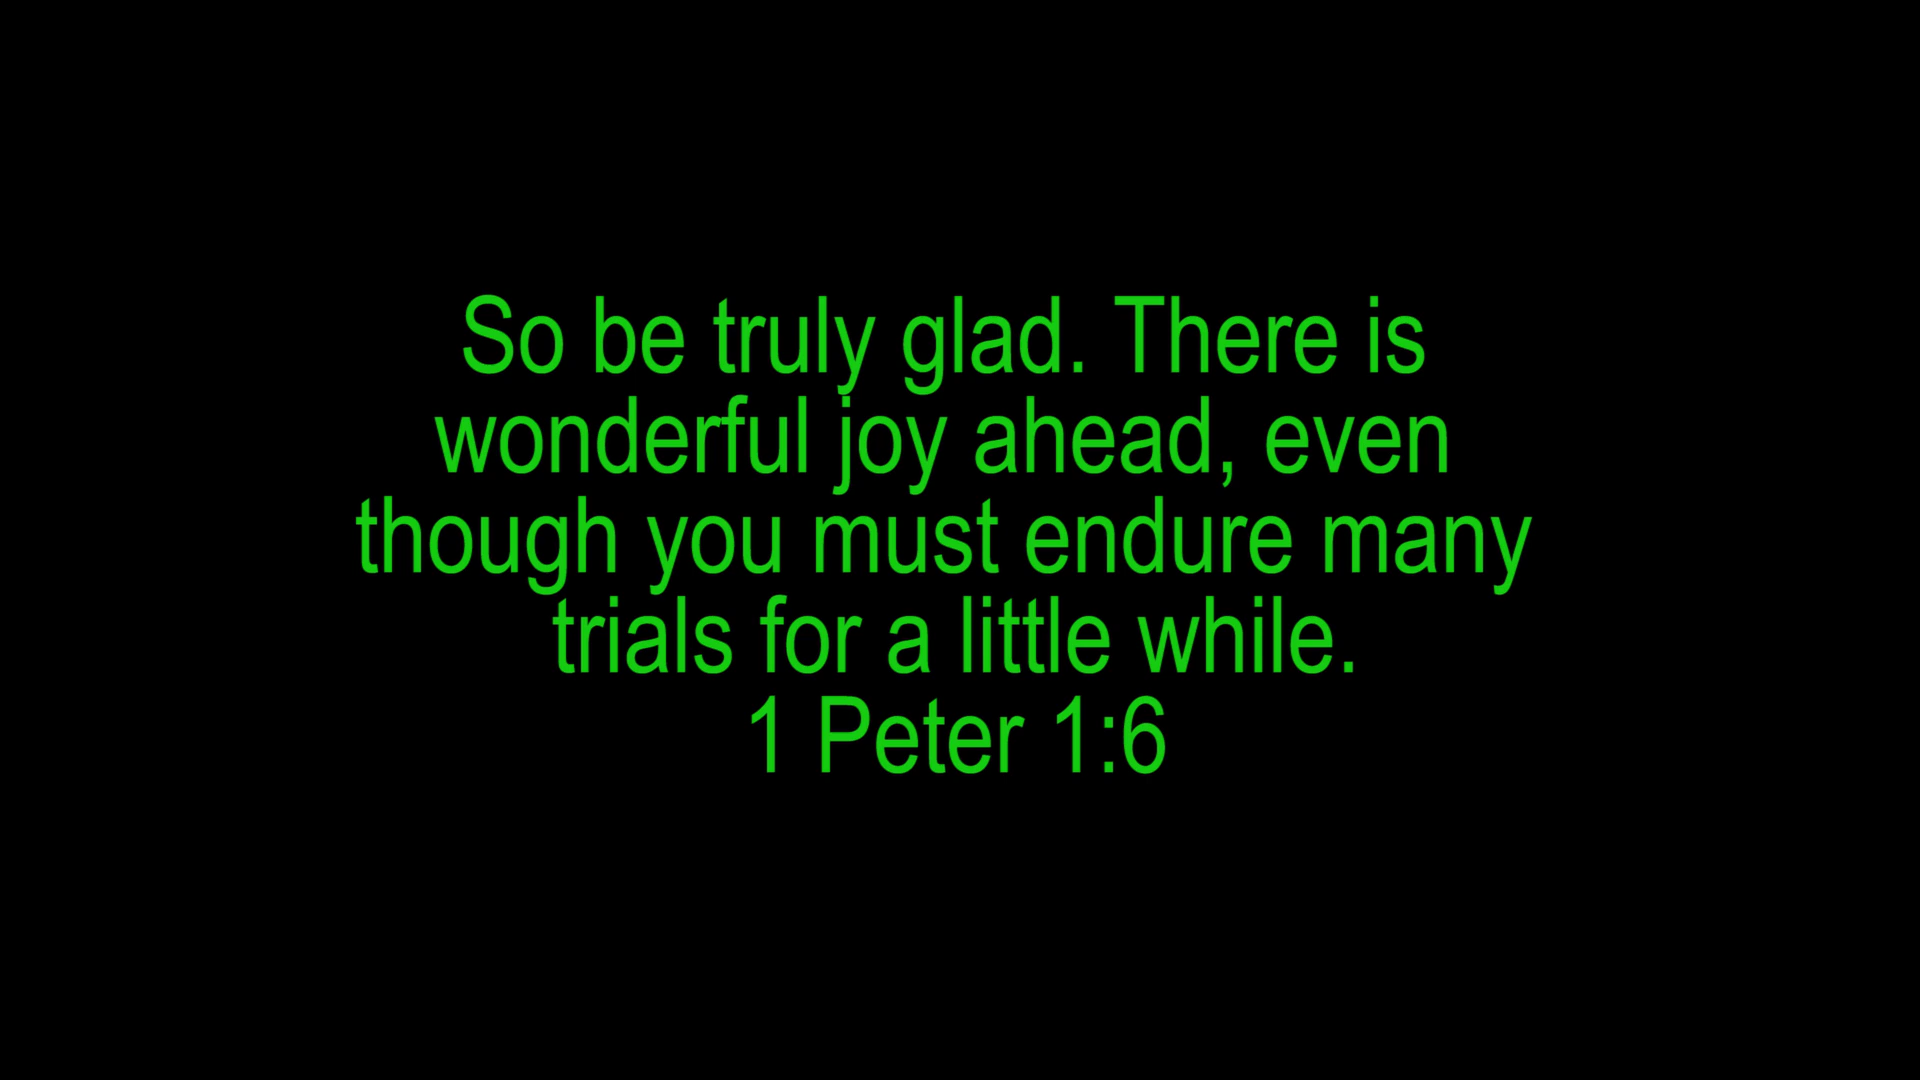 So be truly glad. There is
wonderful joy ahead, even
though you must endure many
trials for a little while.
1 Peter 1:6